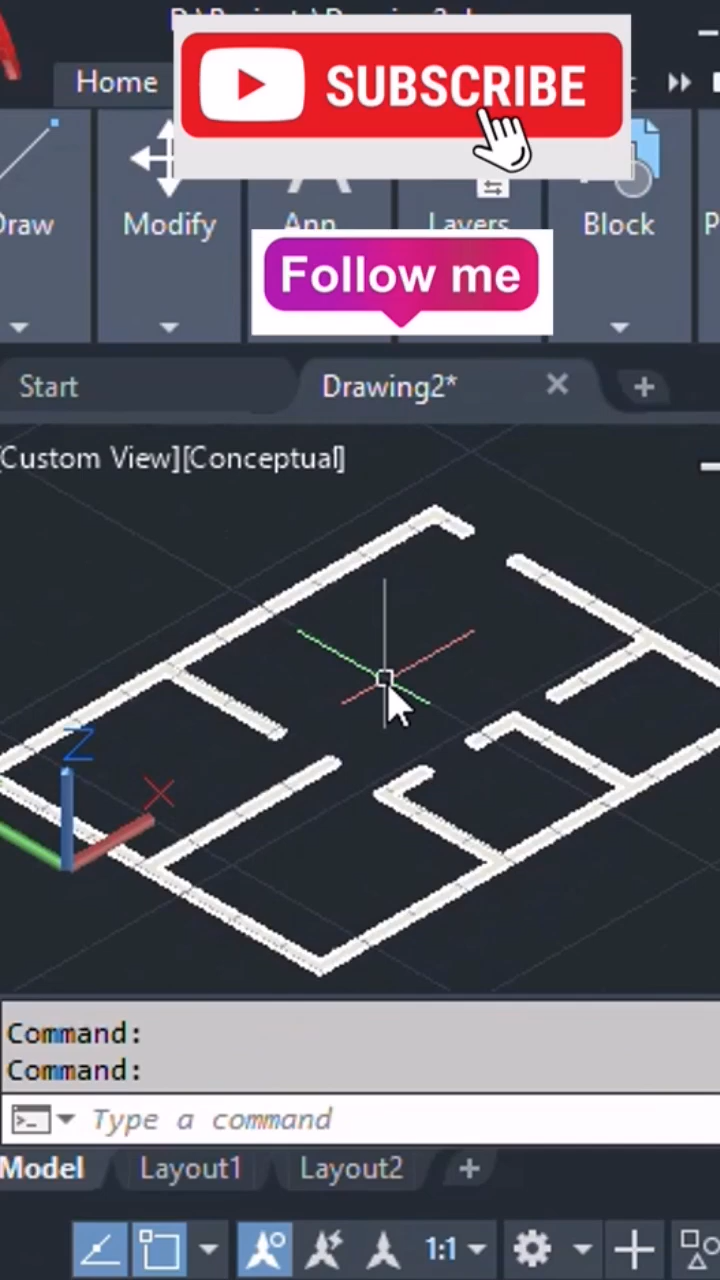 Home
SUBSCRIBE
Draw
Modify
Layers
Block
Follow me
Start
Drawing2*
[Custom View][Conceptual]
Z
X
Command:
Command:
Type a command
Model
Layout1
Layout2
1:1